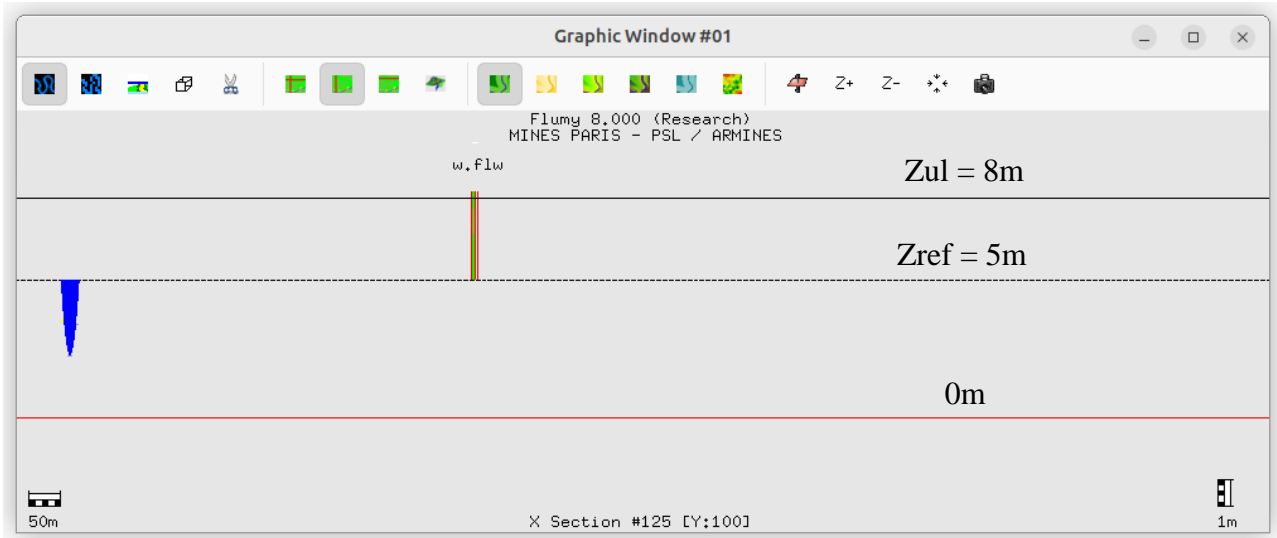 Graphic Window #01
Z+ Z-
Flumy 8.000 (Research)
MINES PARIS - PSL / ARMINES
w.flw
Zul = 8m
Zref = 5m
0m
50m
X Section #125 [Y:100]
1m